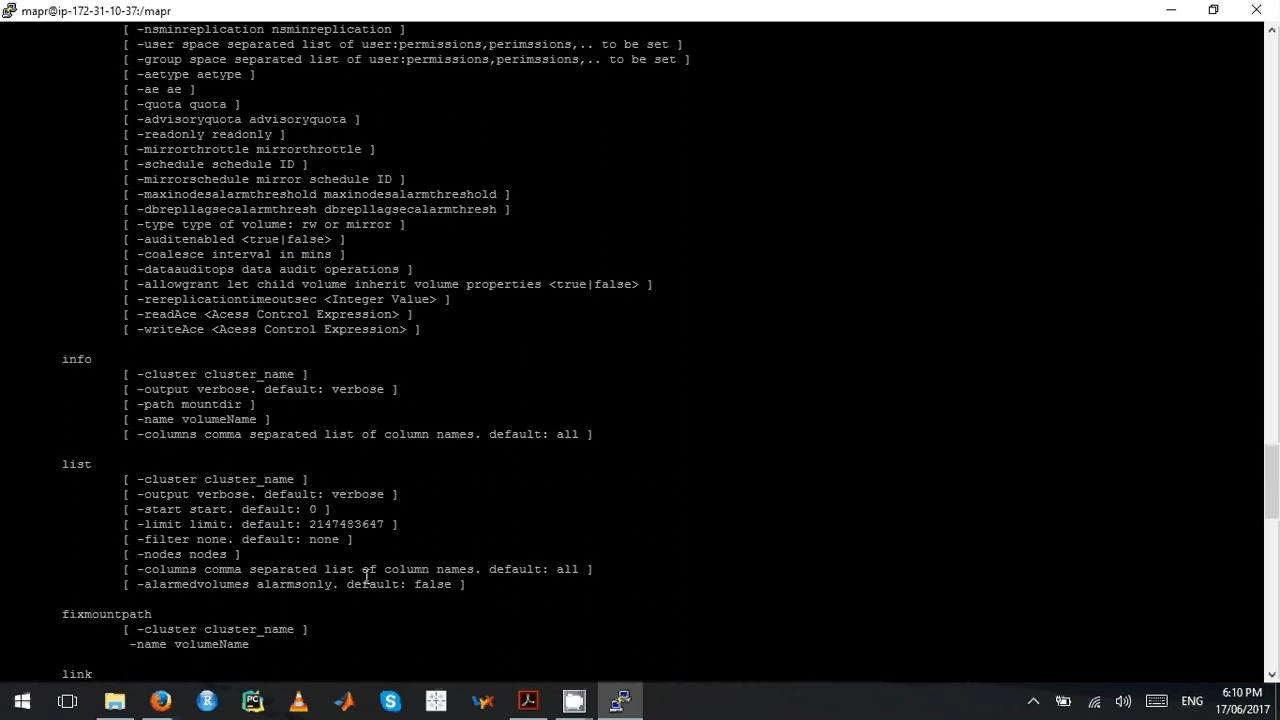 mapr@ip-172-31-10-37:/mapr
[ -nsminreplication nsminreplication ]
[ -user space separated list of user:permissions,perimssions,.. to be set ]
[ -group space separated list of user:permissions,perimssions,.. to be set ]
[ -aetype aetype ]
[ -ae ae ]
[ -quota quota ]
[ -advisoryquota advisoryquota ]
[ -readonly readonly ]
[ -mirrorthrottle mirrorthrottle ]
[ -schedule schedule ID ]
[ -mirrorschedule mirror schedule ID ]
[ -maxinodesalarmthreshold maxinodesalarmthreshold ]
[ -dbrepllagsecalarmthresh dbrepllagsecalarmthresh ]
[ -type type of volume: rw or mirror ]
[ -auditenabled <true|false> ]
[ -coalesce interval in mins ]
[ -dataauditops data audit operations ]
[ -allowgrant let child volume inherit volume properties <true|false> ]
[ -rereplicationtimeoutsec <Integer Value> ]
[ -readAce <Acess Control Expression> ]
[ -writeAce <Acess Control Expression> ]
info
[ -cluster cluster_name ]
[ -output verbose. default: verbose ]
[ -path mountdir ]
[ -name volumeName ]
[ -columns comma separated list of column names. default: all ]
list
[ -cluster cluster_name ]
[ -output verbose. default: verbose ]
[ -start start. default: 0 ]
[ -limit limit. default: 2147483647 ]
[ -filter none. default: none ]
[ -nodes nodes ]
[ -columns comma separated list of column names. default: all ]
[ -alarmedvolumes alarmsonly. default: false ]
fixmountpath
[ -cluster cluster_name ]
-name volumeName
link
ENG
6:10 PM
17/06/2017